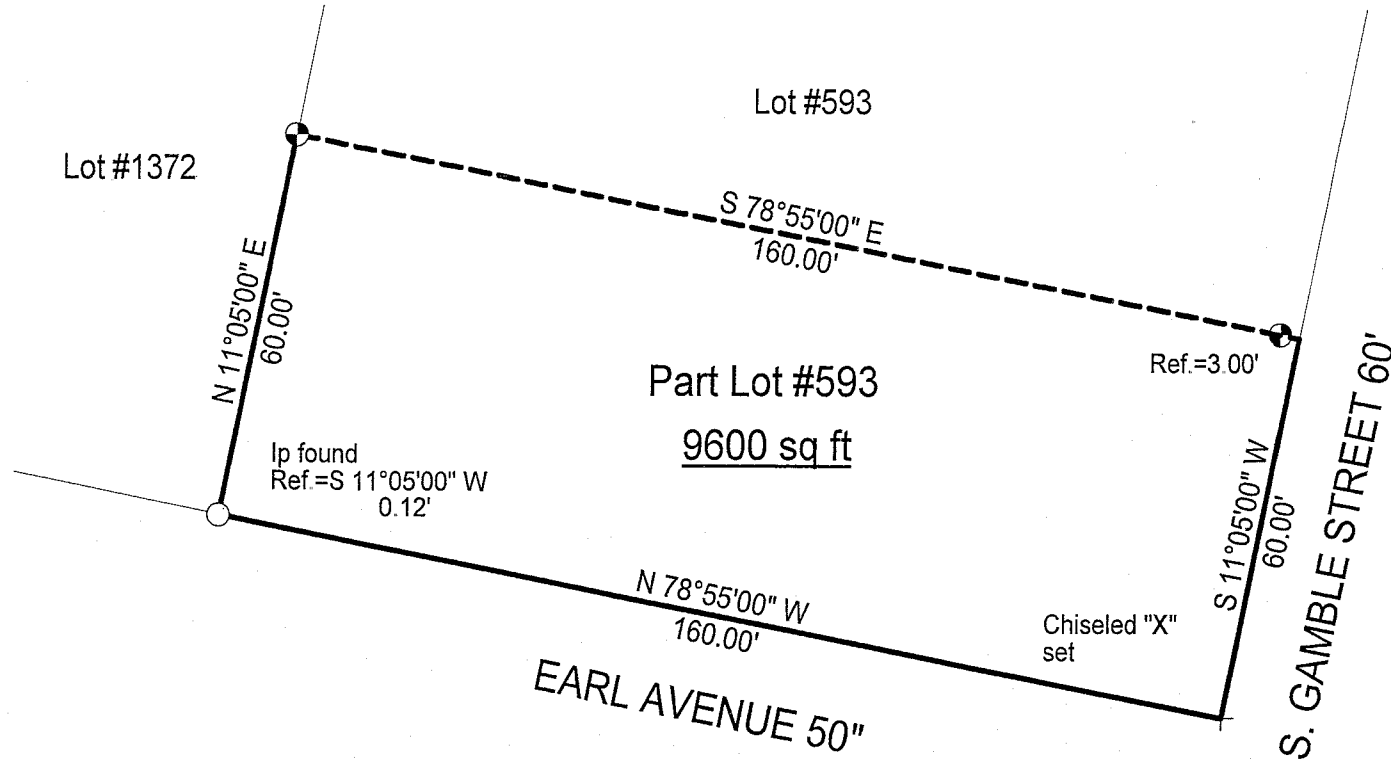 Lot #593
Lot #1372
S 78°55'00" E
160.00'
N 11°05'00" E
60.00'
Ref.=3.00'
Part Lot #593
9600 sq ft
Ip found
Ref.=S 11°05'00" W
0.12'
S 11°05'00" W
60.00'
S. GAMBLE STREET 60'
N 78°55'00" W
160.00'
Chiseled "X"
set
EARL AVENUE 50"